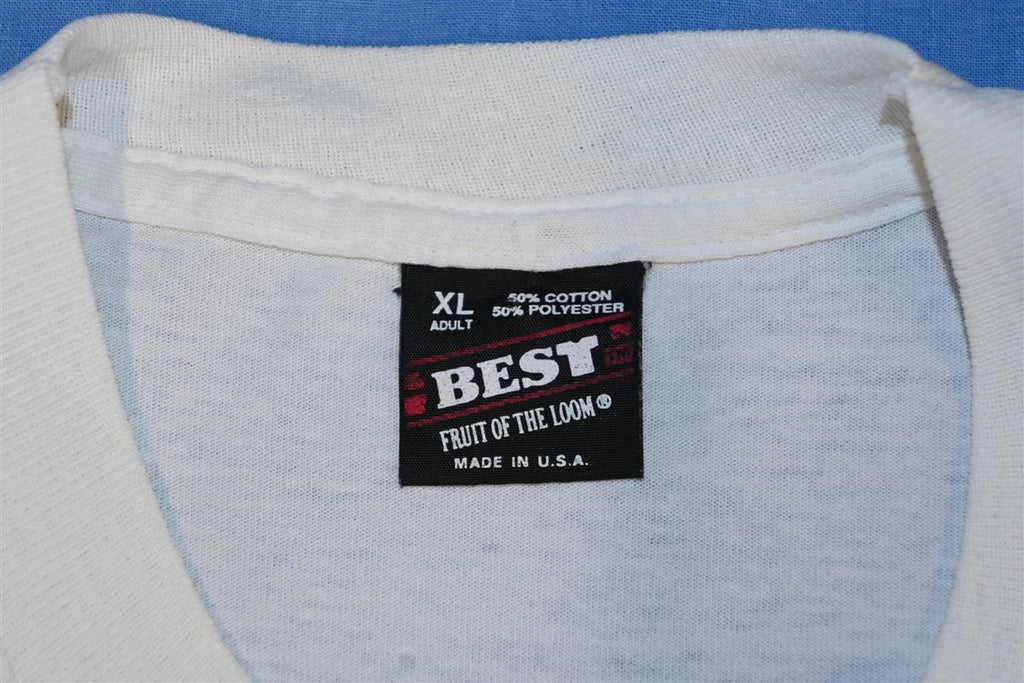 XL
ADULT
50% COTTON
50% POLYESTER
BEST
FRUIT OF THE LOOM®
MADE IN U.S.A.